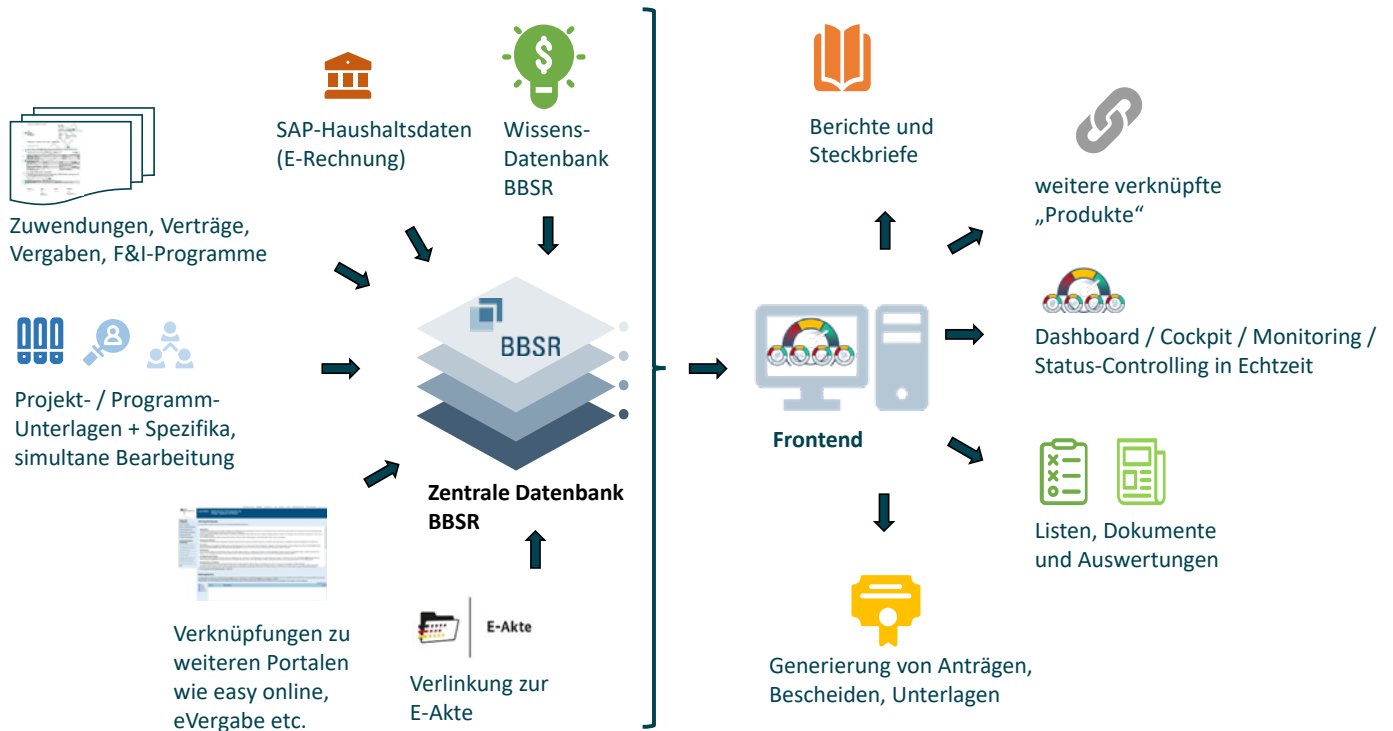 SAP-Haushaltsdaten
(E-Rechnung)
Wissens-
Datenbank
BBSR
Zuwendungen, Verträge,
Vergaben, F&I-Programme
Projekt- / Programm-
Unterlagen + Spezifika,
simultane Bearbeitung
BBSR
Zentrale Datenbank
BBSR
Verknüpfungen zu
weiteren Portalen
wie easy online,
eVergabe etc.
E-Akte
Verlinkung zur
E-Akte
Frontend
Berichte und
Steckbriefe
weitere verknüpfte
„Produkte“
Dashboard / Cockpit / Monitoring /
Status-Controlling in Echtzeit
Listen, Dokumente
und Auswertungen
Generierung von Anträgen,
Bescheiden, Unterlagen